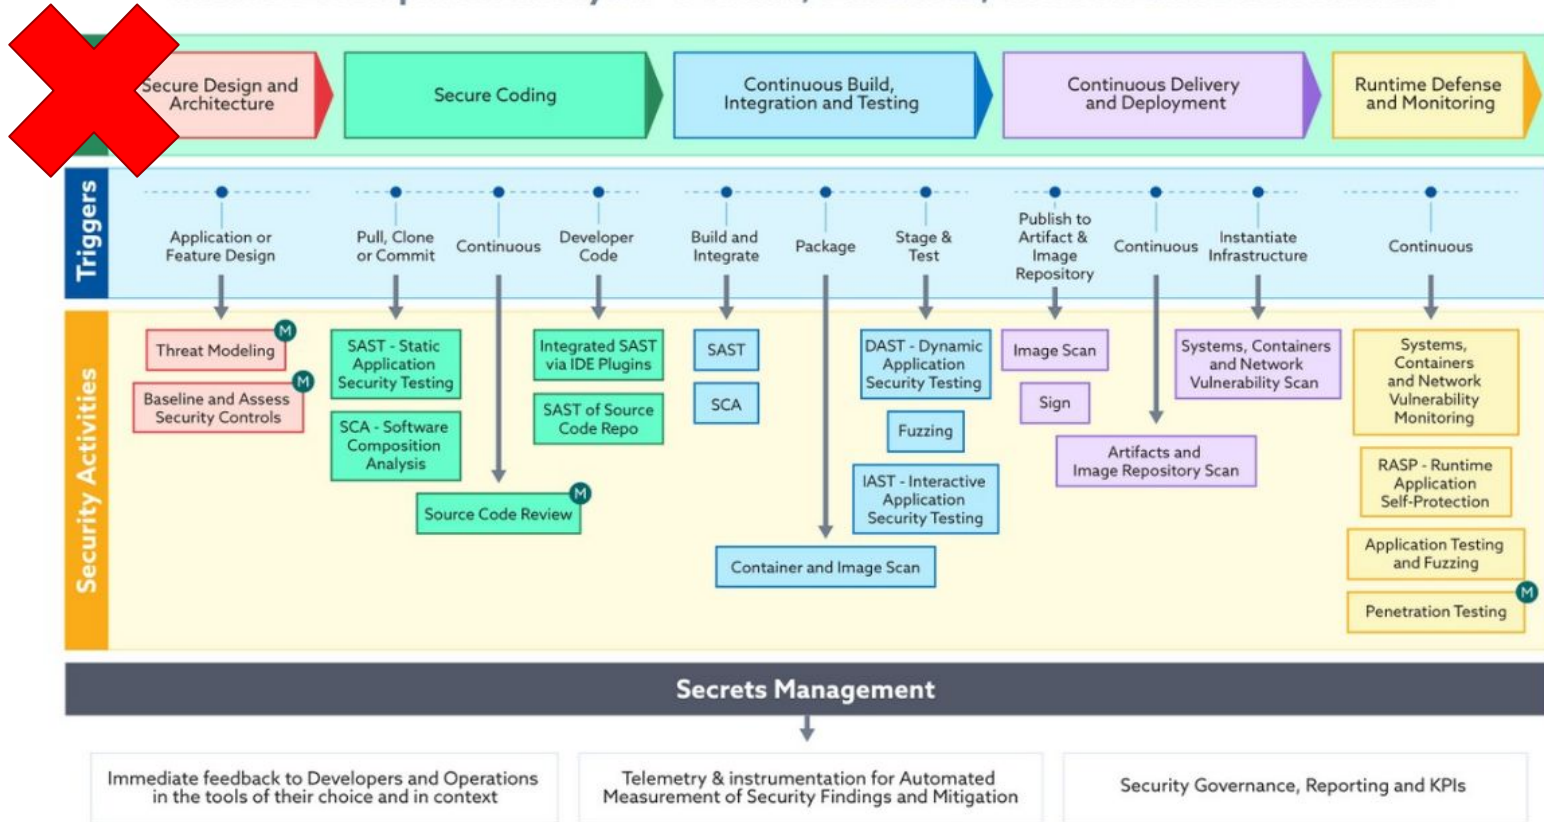 Secure Design and
Architecture
Secure Coding
Continuous Build,
Integration and Testing
Continuous Delivery
and Deployment
Runtime Defense
and Monitoring
Triggers
Application or
Feature Design
Pull, Clone
or Commit
Continuous
Developer
Code
Build and
Integrate
Package
Stage &
Test
Publish to
Artifact &
Image
Repository
Continuous
Instantiate
Infrastructure
Continuous
Security Activities
Threat Modeling
M
Baseline and Assess
Security Controls
M
SAST - Static
Application
Security Testing
SCA - Software
Composition
Analysis
Source Code Review
M
Integrated SAST
via IDE Plugins
SAST of Source
Code Repo
SAST
SCA
Container and Image Scan
DAST - Dynamic
Application
Security Testing
Fuzzing
IAST - Interactive
Application
Security Testing
Image Scan
Sign
Artifacts and
Image Repository Scan
Systems, Containers
and Network
Vulnerability Scan
Systems,
Containers
and Network
Vulnerability
Monitoring
RASP - Runtime
Application
Self-Protection
Application Testing
and Fuzzing
Penetration Testing
M
Secrets Management
Immediate feedback to Developers and Operations
in the tools of their choice and in context
Telemetry & instrumentation for Automated
Measurement of Security Findings and Mitigation
Security Governance, Reporting and KPIs